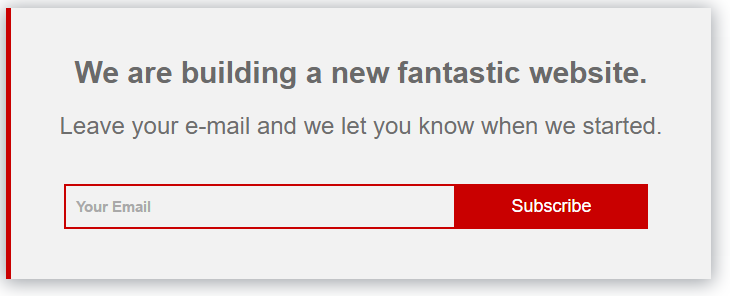 We are building a new fantastic website.
Leave your e-mail and we let you know when we started.
Your Email
Subscribe